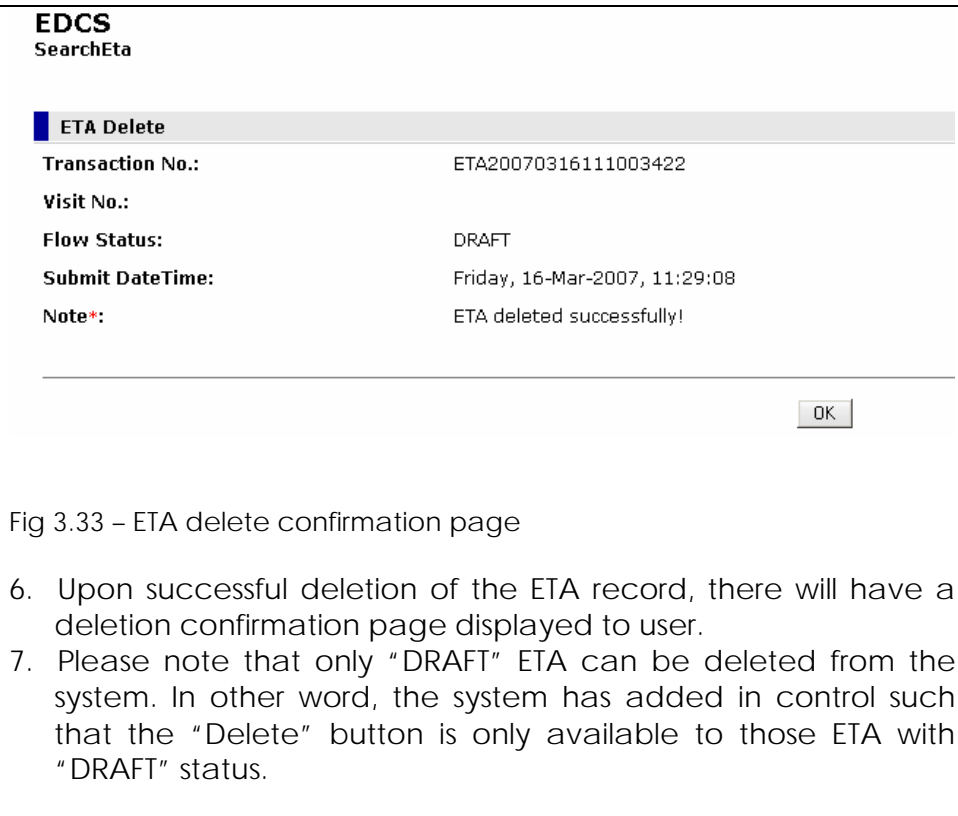 EDCS
SearchEta
ETA Delete
Transaction No.: ETA20070316111003422
Visit No.:
Flow Status: DRAFT
Submit DateTime: Friday, 16-Mar-2007, 11:29:08
Note*: ETA deleted successfully!
OK
Fig 3.33 – ETA delete confirmation page
6. Upon successful deletion of the ETA record, there will have a
deletion confirmation page displayed to user.
7. Please note that only “DRAFT” ETA can be deleted from the
system. In other word, the system has added in control such
that the “Delete” button is only available to those ETA with
“DRAFT” status.